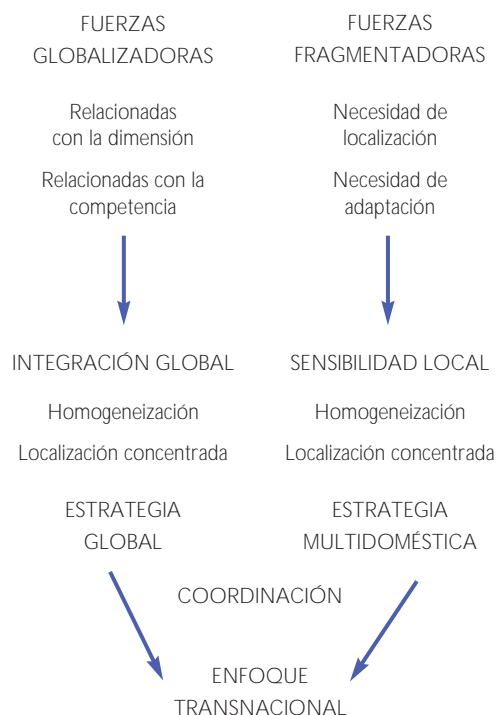 FUERZAS
GLOBALIZADORAS
Relacionadas
con la dimensión
Relacionadas con la
competencia
INTEGRACIÓN GLOBAL
Homogeneización
Localización concentrada
ESTRATEGIA
GLOBAL
FUERZAS
FRAGMENTADORAS
Necesidad de
localización
Necesidad de
adaptación
SENSIBILIDAD LOCAL
Homogeneización
Localización concentrada
ESTRATEGIA
MULTIDOMÉSTICA
COORDINACIÓN
ENFOQUE
TRANSNACIONAL